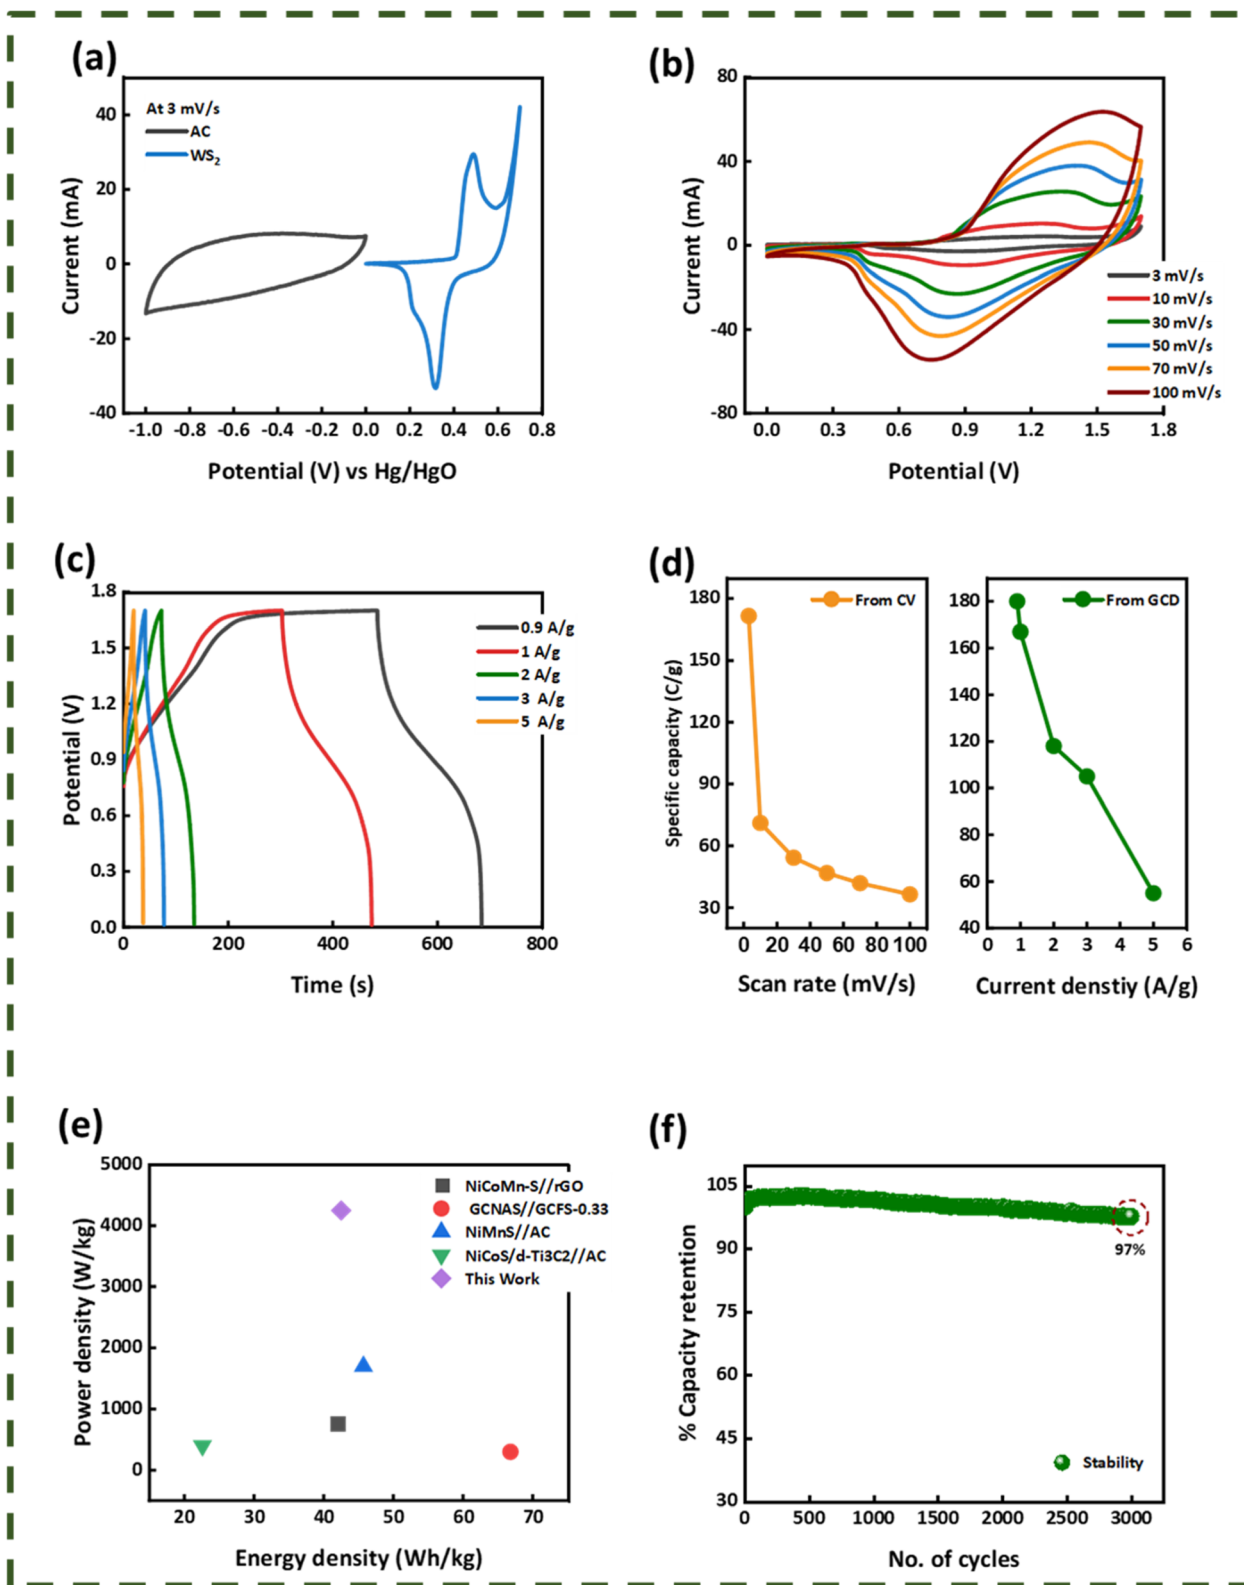 (a)
At 3 mV/s
AC
WS2
40
20
0
-20
-40
-1.0 -0.8 -0.6 -0.4 -0.2 0.0 0.2 0.4 0.6 0.8
Current (mA)
Potential (V) vs Hg/HgO
(b)
80
40
0
-40
-80
0.0 0.3 0.6 0.9 1.2 1.5 1.8
3 mV/s
10 mV/s
30 mV/s
50 mV/s
70 mV/s
100 mV/s
Current (mA)
Potential (V)
(c)
1.8
1.5
1.2
0.9
0.6
0.3
0.0
0 200 400 600 800
0.9 A/g
1 A/g
2 A/g
3 A/g
5 A/g
Potential (V)
Time (s)
(d)
From CV
180
150
120
90
60
30
0 20 40 60 80 100
Specific capacity (C/g)
Scan rate (mV/s)
From GCD
180
160
140
120
100
80
60
40
0 1 2 3 4 5 6
Current denstiy (A/g)
(e)
5000
4000
3000
2000
1000
0
20 30 40 50 60 70
NiCoMn-S//rGO
GCNAS//GCFS-0.33
NiMnS//AC
NiCoS/d-Ti3C2//AC
This Work
Power density (W/kg)
Energy density (Wh/kg)
(f)
105
90
75
60
45
30
0 500 1000 1500 2000 2500 3000
97%
Stability
% Capacity retention
No. of cycles